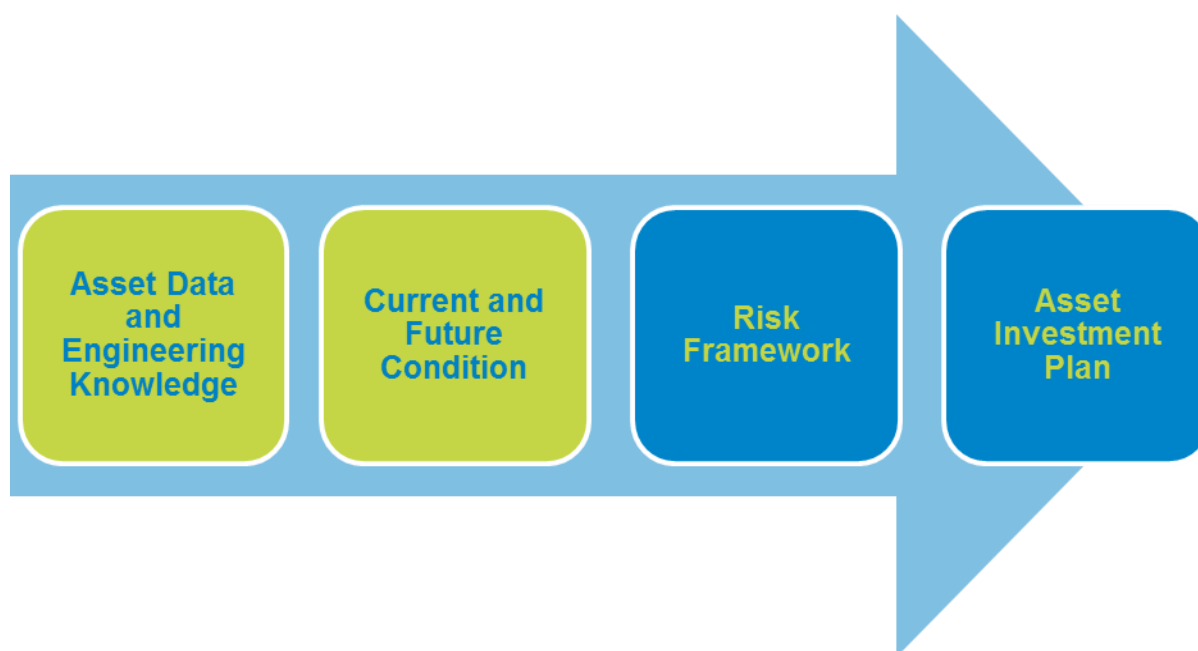 Asset Data
and
Engineering
Knowledge
Current and
Future
Condition
Risk
Framework
Asset
Investment
Plan